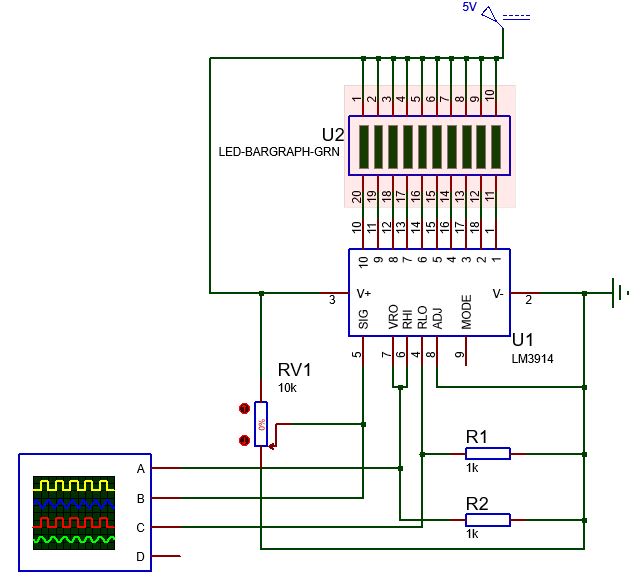 5V
1 2 3 4 5 6 7 8 9 10
U2
LED-BARGRAPH-GRN
20 19 18 17 16 15 14 13 12 11
10 11 12 13 14 15 16 17 18 1
10 9 8 7 6 5 4 3 2 1
3 V+ V- 2
SIG VRO RHI RLO ADJ MODE
U1
LM3914
5 7 6 4 8 9
RV1
10k
0%
R1
1k
A
B
C
D
R2
1k